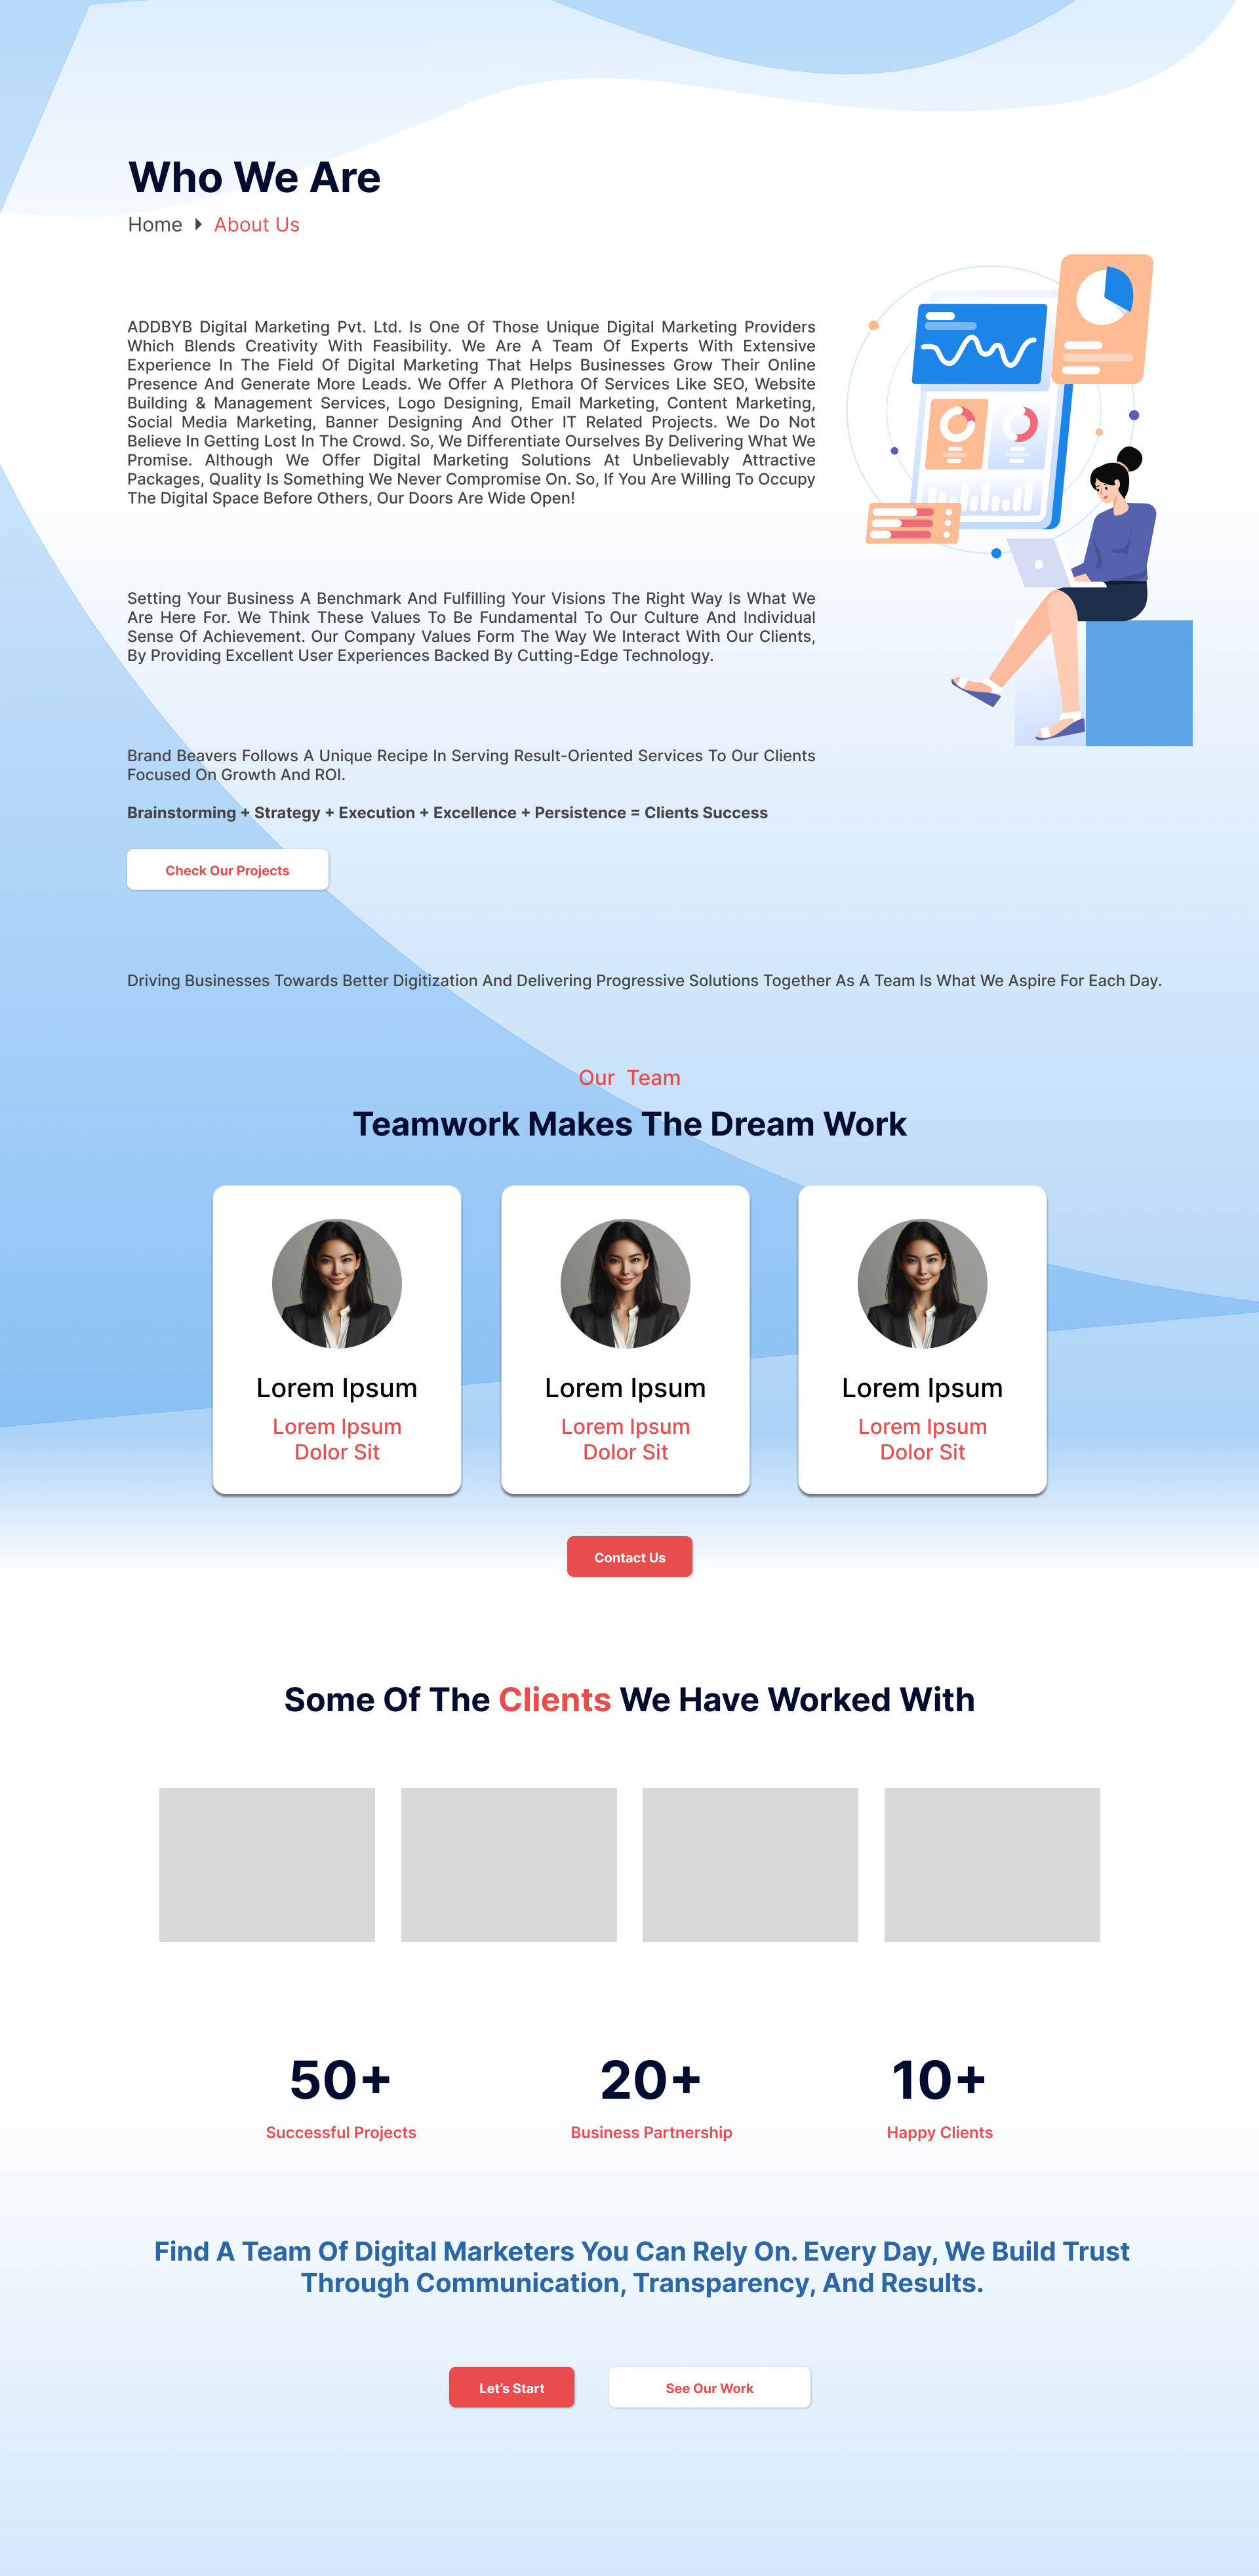 Who We Are
Home About Us
ADDBYB Digital Marketing Pvt. Ltd. Is One Of Those Unique Digital Marketing Providers
Which Blends Creativity With Feasibility. We Are A Team Of Experts With Extensive
Experience In The Field Of Digital Marketing That Helps Businesses Grow Their Online
Presence And Generate More Leads. We Offer A Plethora Of Services Like SEO, Website
Building & Management Services, Logo Designing, Email Marketing, Content Marketing,
Social Media Marketing, Banner Designing And Other IT Related Projects. We Do Not
Believe In Getting Lost In The Crowd. So, We Differentiate Ourselves By Delivering What We
Promise. Although We Offer Digital Marketing Solutions At Unbelievably Attractive
Packages, Quality Is Something We Never Compromise On. So, If You Are Willing To Occupy
The Digital Space Before Others, Our Doors Are Wide Open!
Setting Your Business A Benchmark And Fulfilling Your Visions The Right Way Is What We
Are Here For. We Think These Values To Be Fundamental To Our Culture And Individual
Sense Of Achievement. Our Company Values Form The Way We Interact With Our Clients,
By Providing Excellent User Experiences Backed By Cutting-Edge Technology.
Brand Beavers Follows A Unique Recipe In Serving Result-Oriented Services To Our Clients
Focused On Growth And ROI.
Brainstorming + Strategy + Execution + Excellence + Persistence = Clients Success
Check Our Projects
Driving Businesses Towards Better Digitization And Delivering Progressive Solutions Together As A Team Is What We Aspire For Each Day.
Our Team
Teamwork Makes The Dream Work
Lorem Ipsum
Lorem Ipsum
Dolor Sit
Lorem Ipsum
Lorem Ipsum
Dolor Sit
Lorem Ipsum
Lorem Ipsum
Dolor Sit
Contact Us
Some Of The Clients We Have Worked With
50+
Successful Projects
20+
Business Partnership
10+
Happy Clients
Find A Team Of Digital Marketers You Can Rely On. Every Day, We Build Trust
Through Communication, Transparency, And Results.
Let's Start
See Our Work